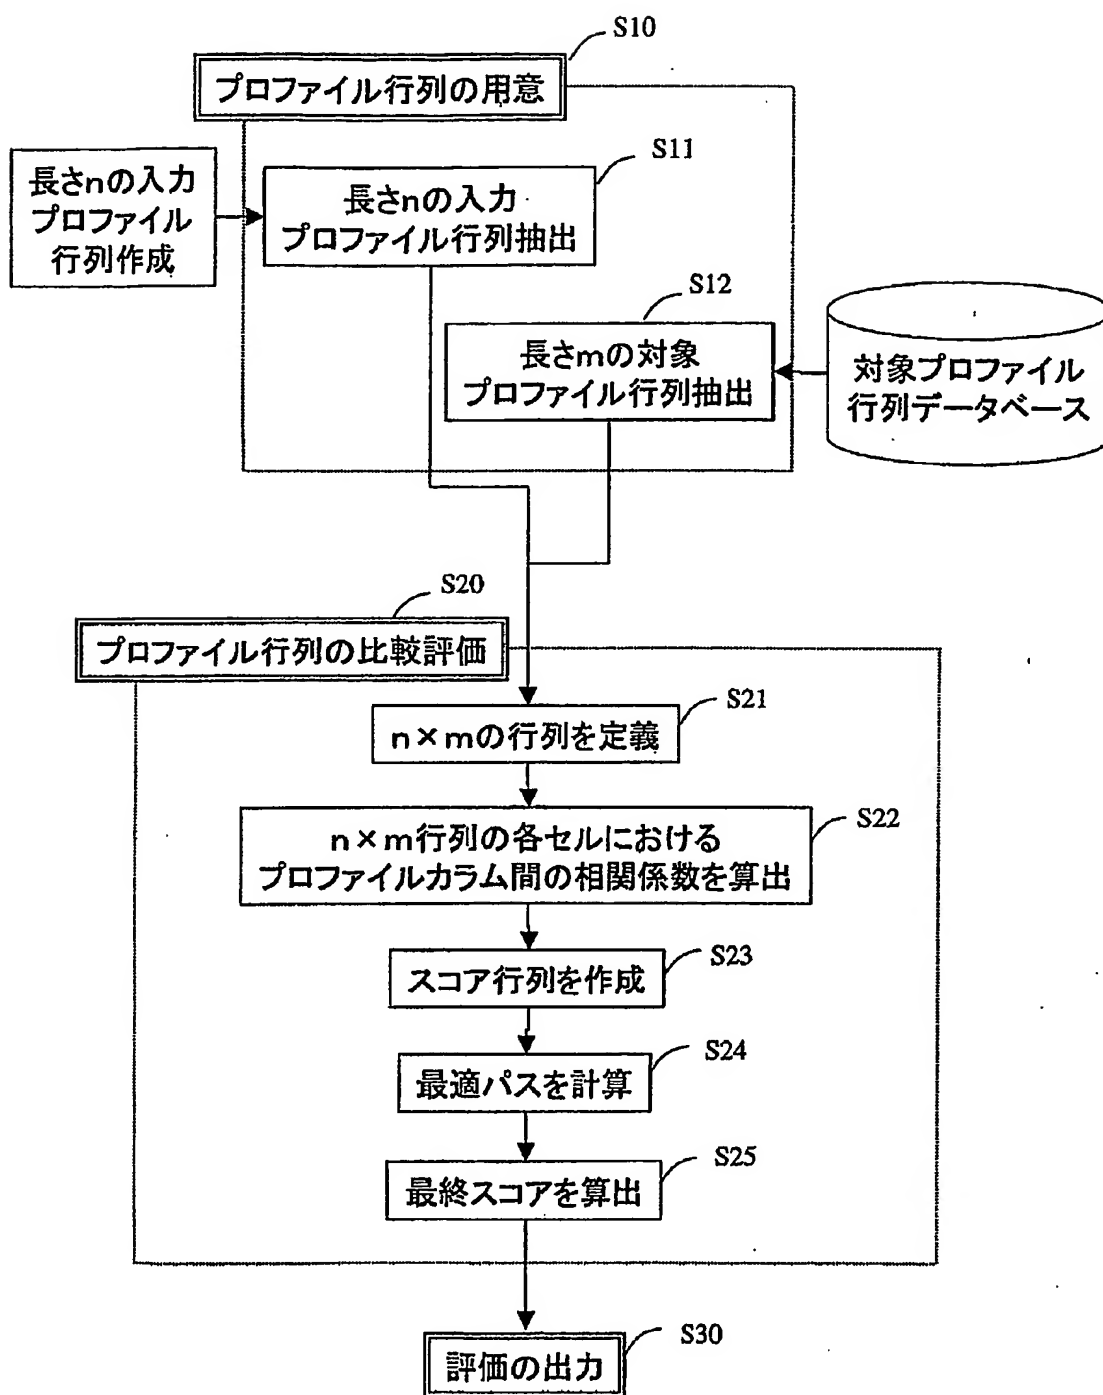 S10
プロファイル行列の用意
S11
長さnの入力
プロファイル
行列作成
長さnの入力
プロファイル行列抽出
S12
長さmの対象
プロファイル行列抽出
対象プロファイル
行列データベース
S20
プロファイル行列の比較評価
S21
n×mの行列を定義
S22
n×m行列の各セルにおける
プロファイルカラム間の相関係数を算出
S23
スコア行列を作成
S24
最適パスを計算
S25
最終スコアを算出
S30
評価の出力